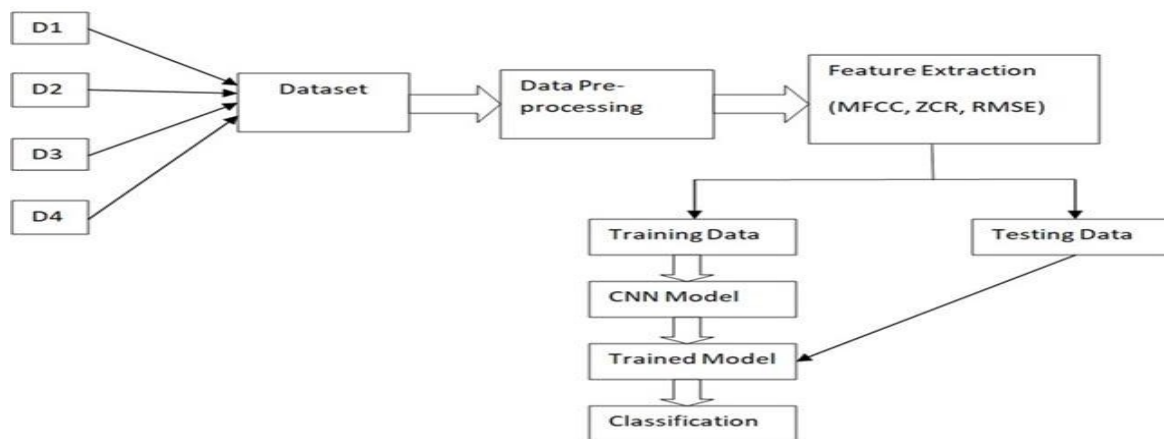 D1
D2
D3
D4
Dataset
Data Pre-
processing
Feature Extraction
(MFCC, ZCR, RMSE)
Training Data
Testing Data
CNN Model
Trained Model
Classification